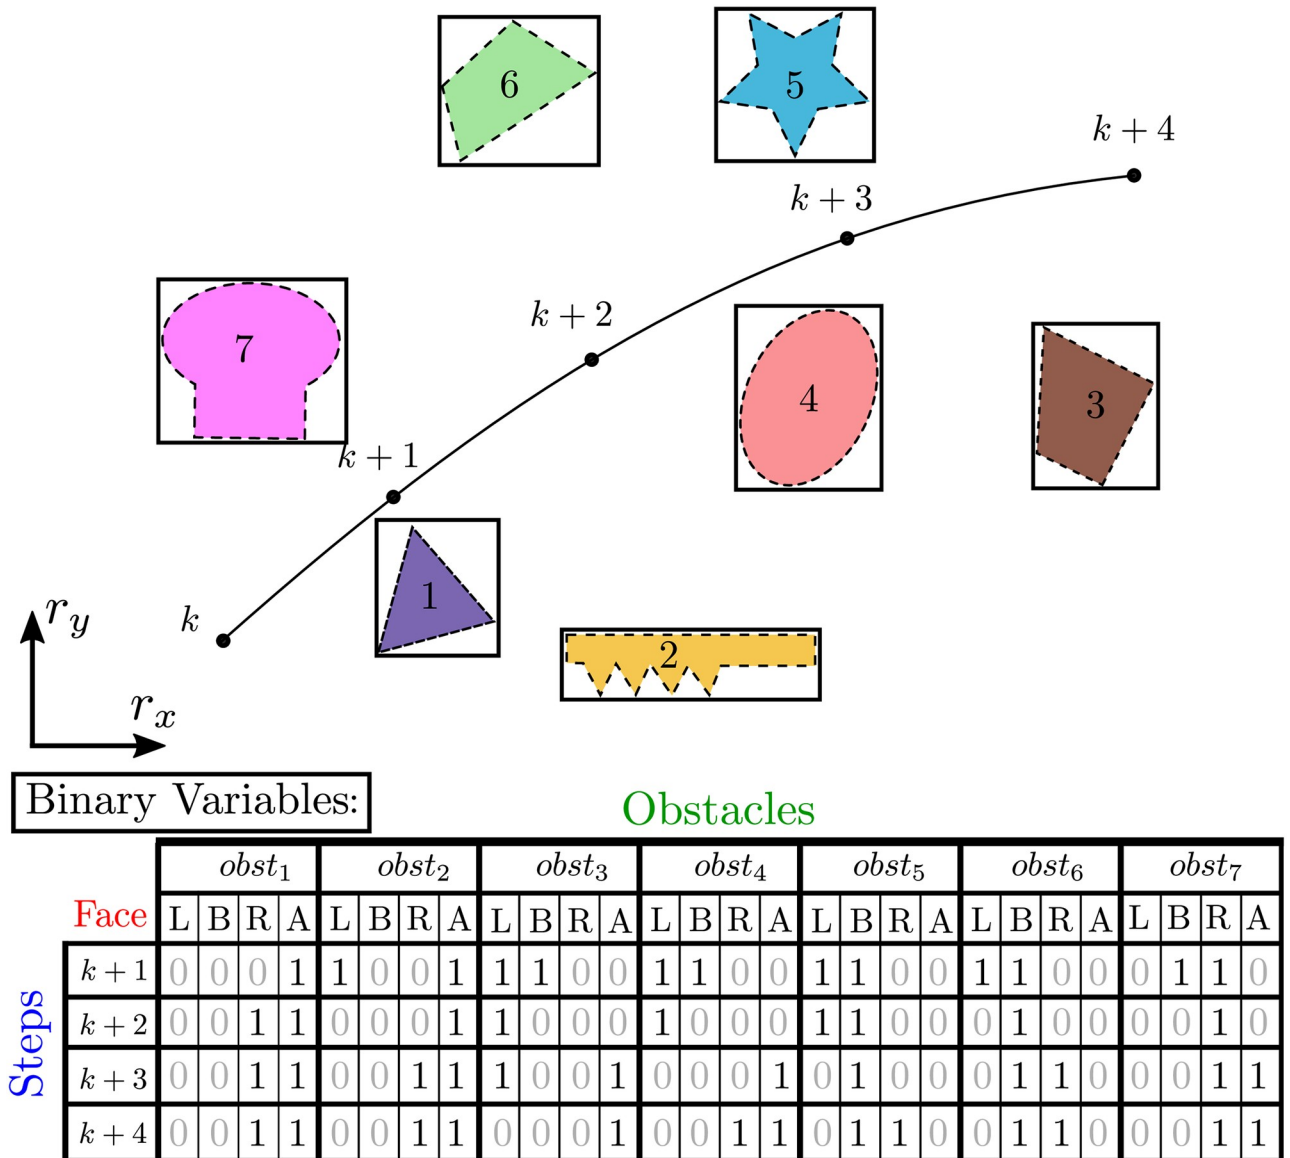 6
5
k + 4
k + 3
7
k + 2
4
3
k + 1
1
k
r_y
2
r_x
Binary Variables:
Obstacles
obst_1 obst_2 obst_3 obst_4 obst_5 obst_6 obst_7
Face L B R A L B R A L B R A L B R A L B R A L B R A L B R A
Steps
k + 1 0 0 0 1 1 0 0 1 1 1 0 0 1 1 0 0 1 1 0 0 1 1 0 0 0 1 1 0
k + 2 0 0 1 1 0 0 0 1 1 0 0 0 1 0 0 0 1 1 0 0 0 1 0 0 0 0 1 0
k + 3 0 0 1 1 0 0 1 1 1 0 0 1 0 0 0 1 0 1 0 0 0 1 1 0 0 0 1 1
k + 4 0 0 1 1 0 0 1 1 0 0 0 1 0 0 1 1 0 1 1 0 0 1 1 0 0 0 1 1